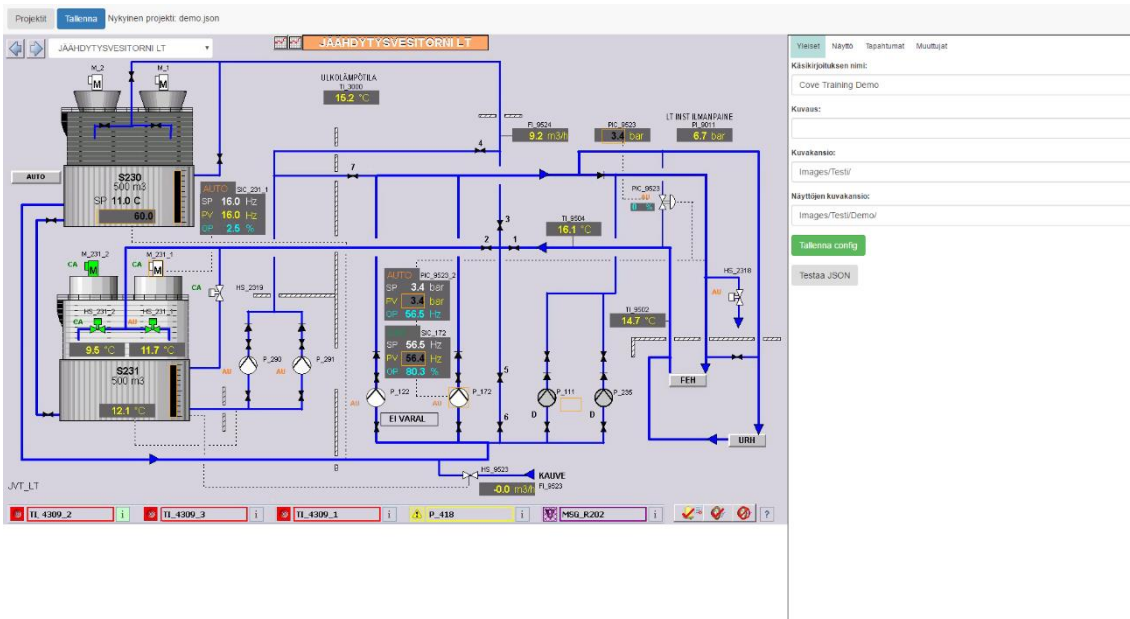 Projektit Tallenna Nykyinen projekti: demo.json
JÄÄHDYTYSVESITORNI LT
JÄÄHDYTYSVESITORNI LT
M_2 M_1
M M
ULKOLÄMPÖTILA
TI_3000
15.2 °C
FI_9524
9.2 m3/h
PIC_9523
3.4 bar
LT INST ILMANPAINE
PI_9011
6.7 bar
4
7
AUTO
S230
500 m3
SP 11.0 C
60.0
AUTO SIC_231_1
SP 16.0 Hz
PV 16.0 Hz
OP 2.5 %
PIC_9523
AU
0 %
3
TI_9504
16.1 °C
2 1
M_231_2 M_231_1
CA M M
CA HS_2319
HS_231_2 HS_231_1
CA AU
9.5 °C 11.7 °C
S231
500 m3
12.1 °C
AUTO PIC_9523_2
SP 3.4 bar
PV 3.4 bar
OP 56.5 Hz
SIC_172
SP 56.5 Hz
PV 56.4 Hz
OP 80.3 %
HS_2318
AU
TI_9502
14.7 °C
P_290 P_291
AU AU
5
FEH
P_122 P_172 P_111 P_235
AU AU
D D
EI VARAL
6
URH
HS_9523
KAUVE
-0.0 m3/h FI_9523
JVT_LT
TI_4309_2 i TI_4309_3 i TI_4309_1 i P_418 i MSG_R202 i ?
Yleiset Näyttö Tapahtumat Muuttujat
Käsikirjoituksen nimi:
Cove Training Demo
Kuvaus:
Kuvakansio:
Images/Testi/
Näyttöjen kuvakansio:
Images/Testi/Demo/
Tallenna config
Testaa JSON